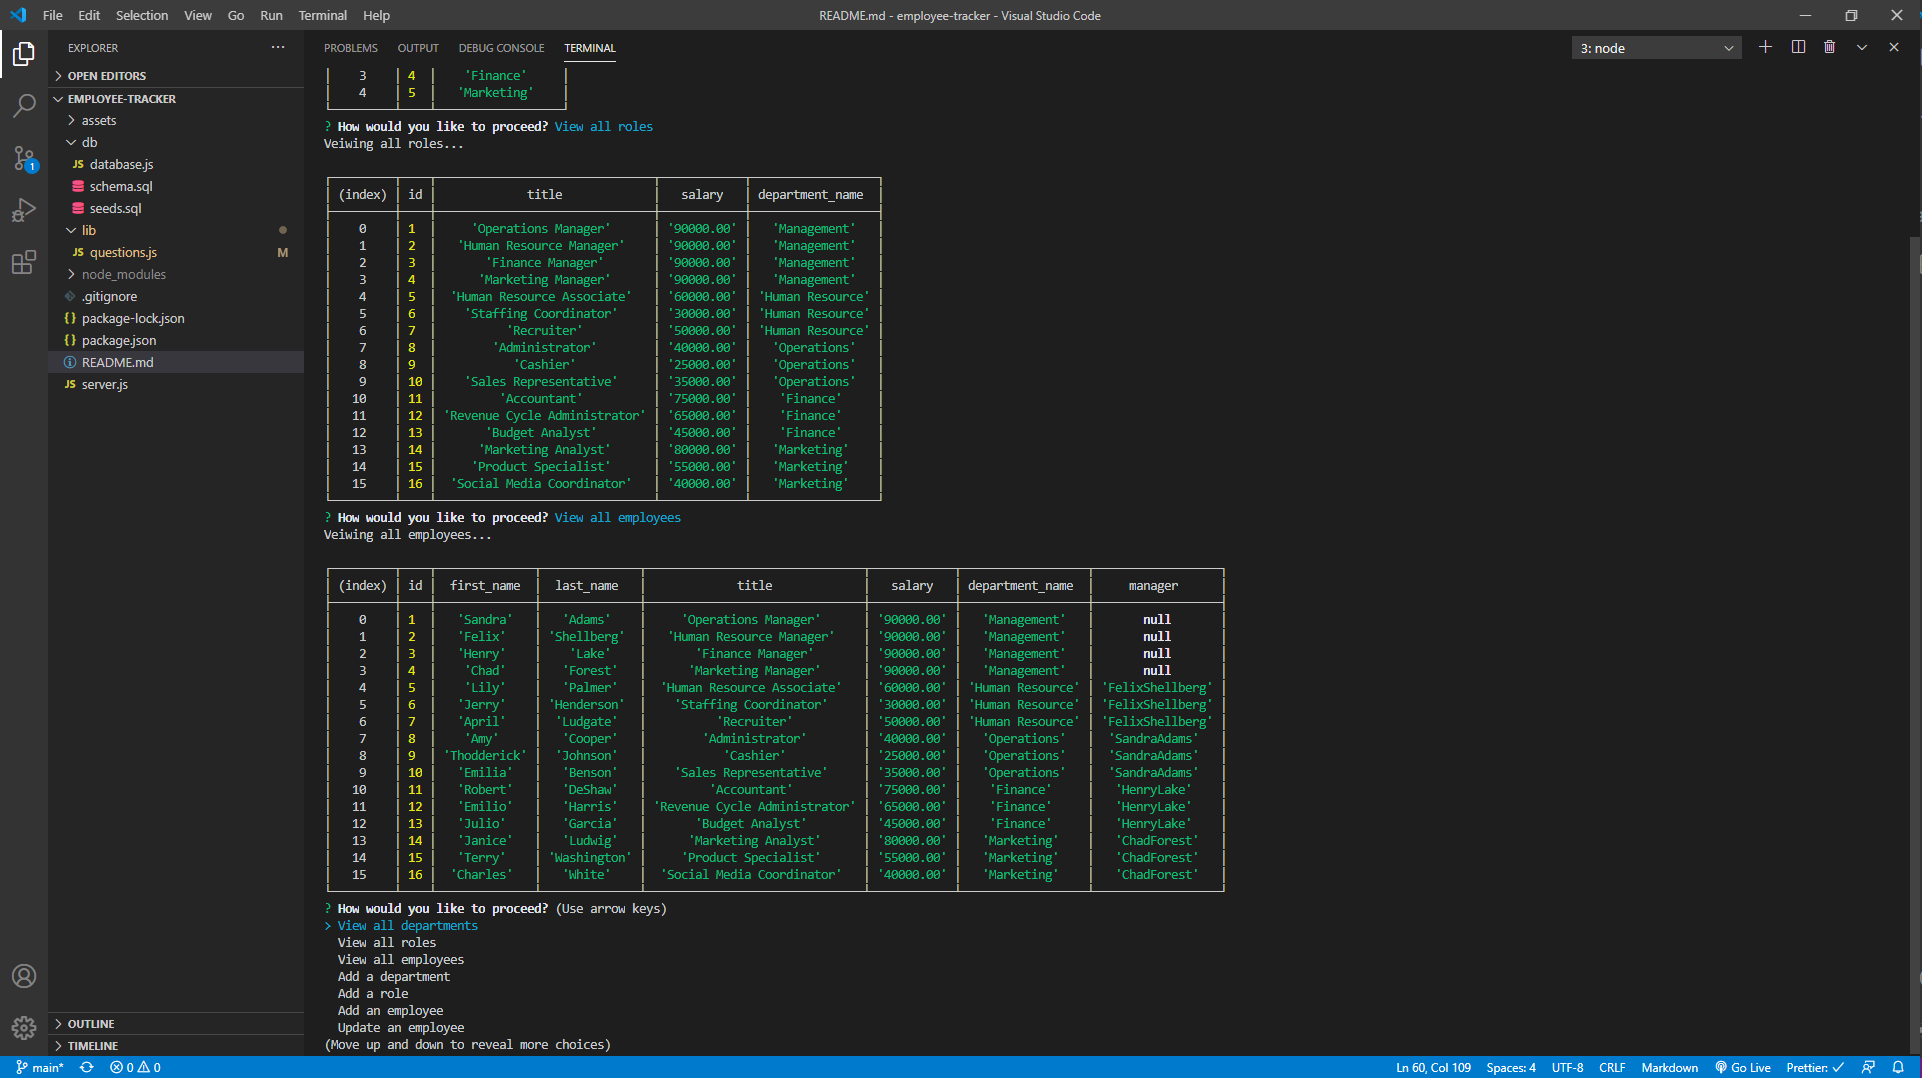 File Edit Selection View Go Run Terminal Help README.md - employee-tracker - Visual Studio Code
EXPLORER
OPEN EDITORS
EMPLOYEE-TRACKER
assets
db
JS database.js
schema.sql
seeds.sql
lib
JS questions.js M
node_modules
.gitignore
{} package-lock.json
{} package.json
README.md
JS server.js
OUTLINE
TIMELINE
1
PROBLEMS OUTPUT DEBUG CONSOLE TERMINAL 3: node
3 4 'Finance'
4 5 'Marketing'
? How would you like to proceed? View all roles
Veiwing all roles...
(index) id title salary department_name
0 1 'Operations Manager' '90000.00' 'Management'
1 2 'Human Resource Manager' '90000.00' 'Management'
2 3 'Finance Manager' '90000.00' 'Management'
3 4 'Marketing Manager' '90000.00' 'Management'
4 5 'Human Resource Associate' '60000.00' 'Human Resource'
5 6 'Staffing Coordinator' '30000.00' 'Human Resource'
6 7 'Recruiter' '50000.00' 'Human Resource'
7 8 'Administrator' '40000.00' 'Operations'
8 9 'Cashier' '25000.00' 'Operations'
9 10 'Sales Representative' '35000.00' 'Operations'
10 11 'Accountant' '75000.00' 'Finance'
11 12 'Revenue Cycle Administrator' '65000.00' 'Finance'
12 13 'Budget Analyst' '45000.00' 'Finance'
13 14 'Marketing Analyst' '80000.00' 'Marketing'
14 15 'Product Specialist' '55000.00' 'Marketing'
15 16 'Social Media Coordinator' '40000.00' 'Marketing'
? How would you like to proceed? View all employees
Veiwing all employees...
(index) id first_name last_name title salary department_name manager
0 1 'Sandra' 'Adams' 'Operations Manager' '90000.00' 'Management' null
1 2 'Felix' 'Shellberg' 'Human Resource Manager' '90000.00' 'Management' null
2 3 'Henry' 'Lake' 'Finance Manager' '90000.00' 'Management' null
3 4 'Chad' 'Forest' 'Marketing Manager' '90000.00' 'Management' null
4 5 'Lily' 'Palmer' 'Human Resource Associate' '60000.00' 'Human Resource' 'FelixShellberg'
5 6 'Jerry' 'Henderson' 'Staffing Coordinator' '30000.00' 'Human Resource' 'FelixShellberg'
6 7 'April' 'Ludgate' 'Recruiter' '50000.00' 'Human Resource' 'FelixShellberg'
7 8 'Amy' 'Cooper' 'Administrator' '40000.00' 'Operations' 'SandraAdams'
8 9 'Thodderick' 'Johnson' 'Cashier' '25000.00' 'Operations' 'SandraAdams'
9 10 'Emilia' 'Benson' 'Sales Representative' '35000.00' 'Operations' 'SandraAdams'
10 11 'Robert' 'DeShaw' 'Accountant' '75000.00' 'Finance' 'HenryLake'
11 12 'Emilio' 'Harris' 'Revenue Cycle Administrator' '65000.00' 'Finance' 'HenryLake'
12 13 'Julio' 'Garcia' 'Budget Analyst' '45000.00' 'Finance' 'HenryLake'
13 14 'Janice' 'Ludwig' 'Marketing Analyst' '80000.00' 'Marketing' 'ChadForest'
14 15 'Terry' 'Washington' 'Product Specialist' '55000.00' 'Marketing' 'ChadForest'
15 16 'Charles' 'White' 'Social Media Coordinator' '40000.00' 'Marketing' 'ChadForest'
? How would you like to proceed? (Use arrow keys)
> View all departments
View all roles
View all employees
Add a department
Add a role
Add an employee
Update an employee
(Move up and down to reveal more choices)
main* 0 0 Ln 60, Col 109 Spaces: 4 UTF-8 CRLF Markdown Go Live Prettier: ✓